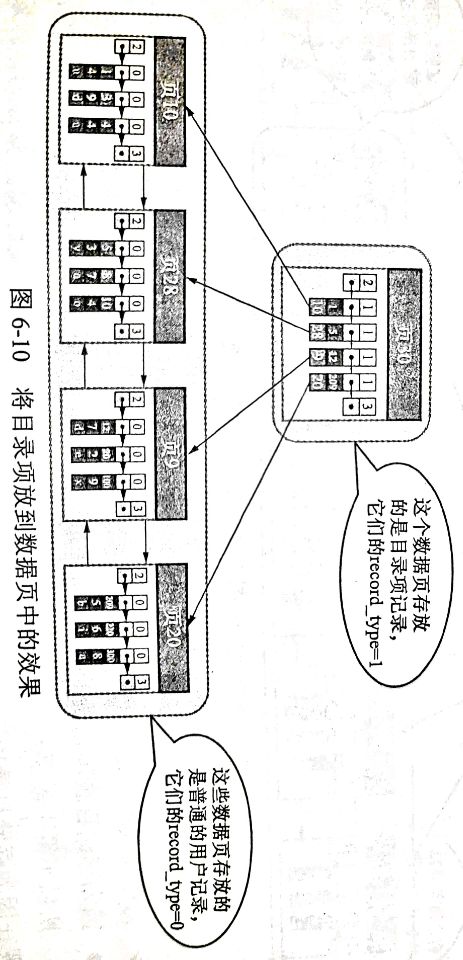 页30
这个数据页存放
的是目录项记录,
它们的record_type=1
2 1 1 1 1 3
1 5 12 209
10 28 9 20
这些数据页存放的
是普通的用户记录,
它们的record_type=0
页10 页28 页9 页20
2 0 0 0 3 2 0 0 0 3 2 0 0 0 3 2 0 0 0 3
1 3 4 5 8 10 12 20 100 209 220 300
4 9 4 3 7 4 7 2 9 5 6 8
u d a y a o d e x b i a
图 6-10 将目录项放到数据页中的效果